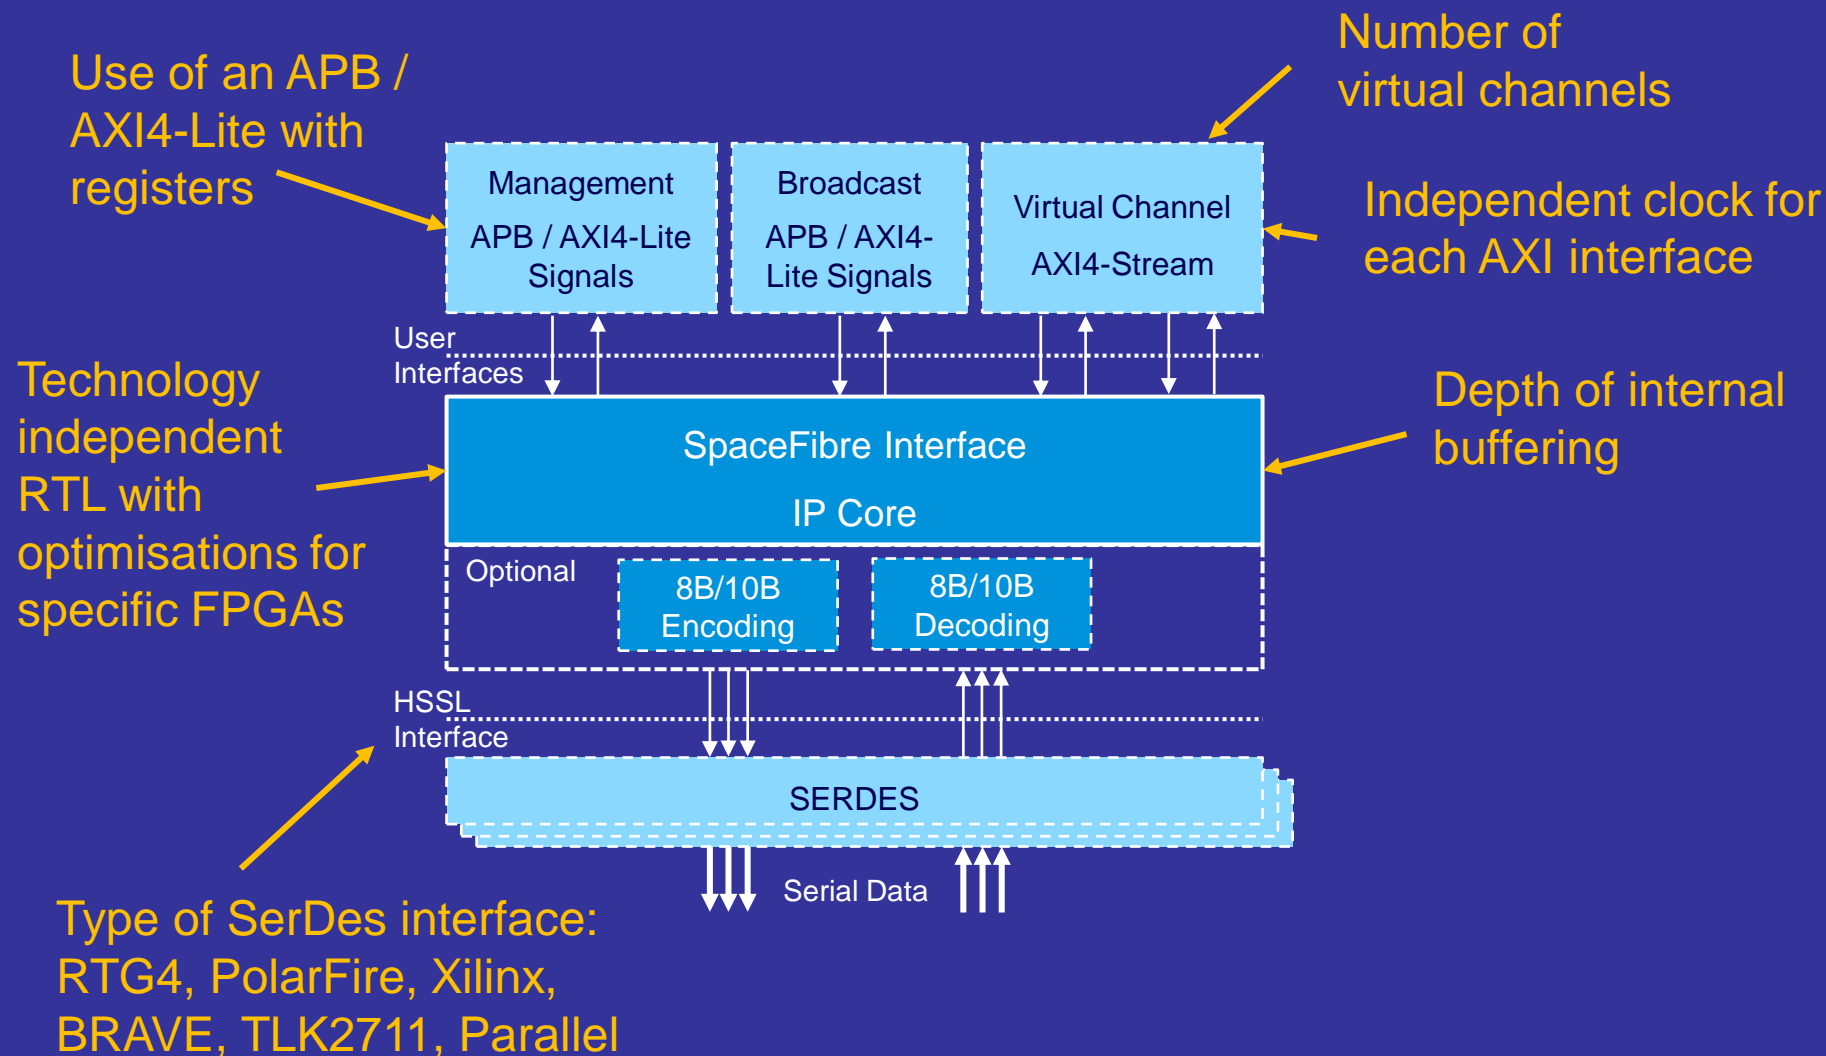 Use of an APB /
AXI4-Lite with
registers
Number of
virtual channels
Management
APB / AXI4-Lite
Signals
Broadcast
APB / AXI4-
Lite Signals
Virtual Channel
AXI4-Stream
Independent clock for
each AXI interface
User
Interfaces
Technology
independent
RTL with
optimisations for
specific FPGAs
SpaceFibre Interface
IP Core
Depth of internal
buffering
Optional
8B/10B
Encoding
8B/10B
Decoding
HSSL
Interface
SERDES
Serial Data
Type of SerDes interface:
RTG4, PolarFire, Xilinx,
BRAVE, TLK2711, Parallel